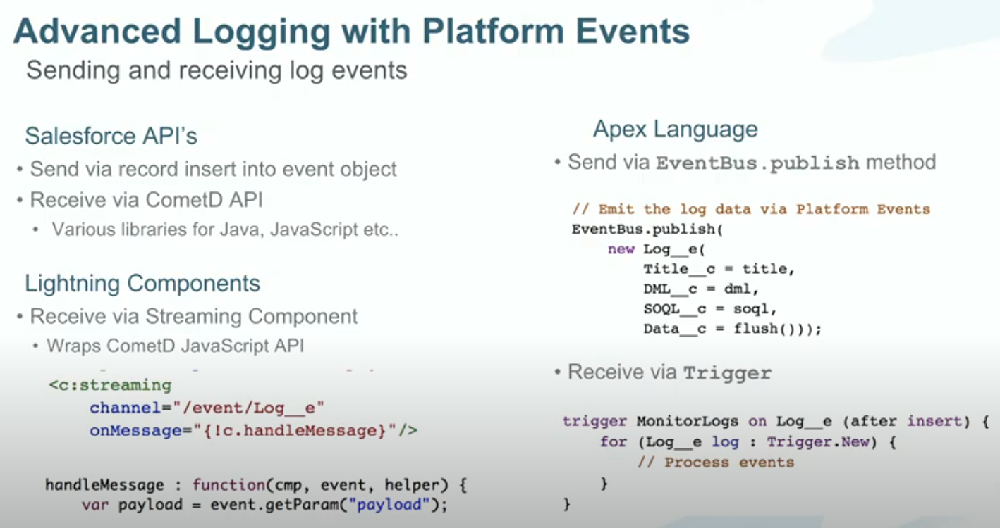 Advanced Logging with Platform Events
Sending and receiving log events
Salesforce API's
• Send via record insert into event object
• Receive via CometD API
• Various libraries for Java, JavaScript etc..
Lightning Components
• Receive via Streaming Component
• Wraps CometD JavaScript API
<c:streaming
channel="/event/Log__e"
onMessage="{!c.handleMessage}"/>
handleMessage : function(cmp, event, helper) {
var payload = event.getParam("payload");
Apex Language
• Send via EventBus.publish method
// Emit the log data via Platform Events
EventBus.publish(
new Log__e(
Title__c = title,
DML__c = dml,
SOQL__c = soql,
Data__c = flush()));
• Receive via Trigger
trigger MonitorLogs on Log__e (after insert) {
for (Log__e log : Trigger.New) {
// Process events
}
}